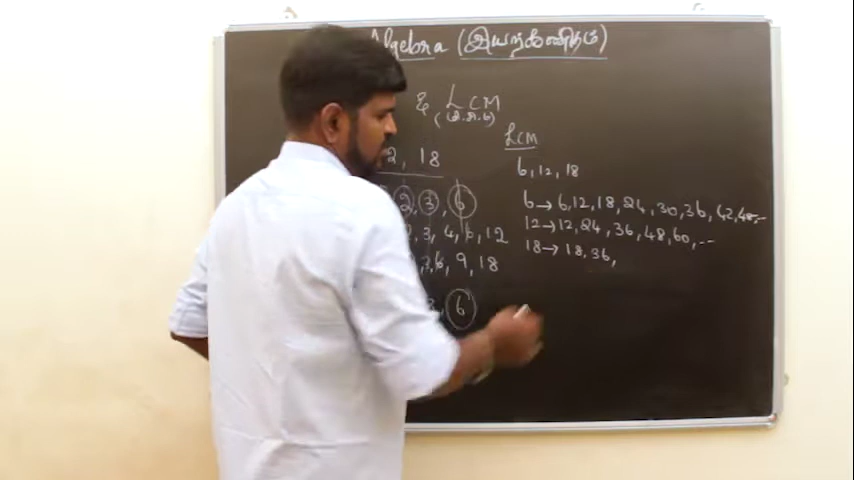 Algebra (இயற்கணிதம்)
& LCM
(மீ.சி.ம)
2, 18
2, 3, 6
3, 4, 6, 12
3, 6, 9, 18
3, 6
LCM
6, 12, 18
6 → 6, 12, 18, 24, 30, 36, 42, 48, --
12 → 12, 24, 36, 48, 60, --
18 → 18, 36,